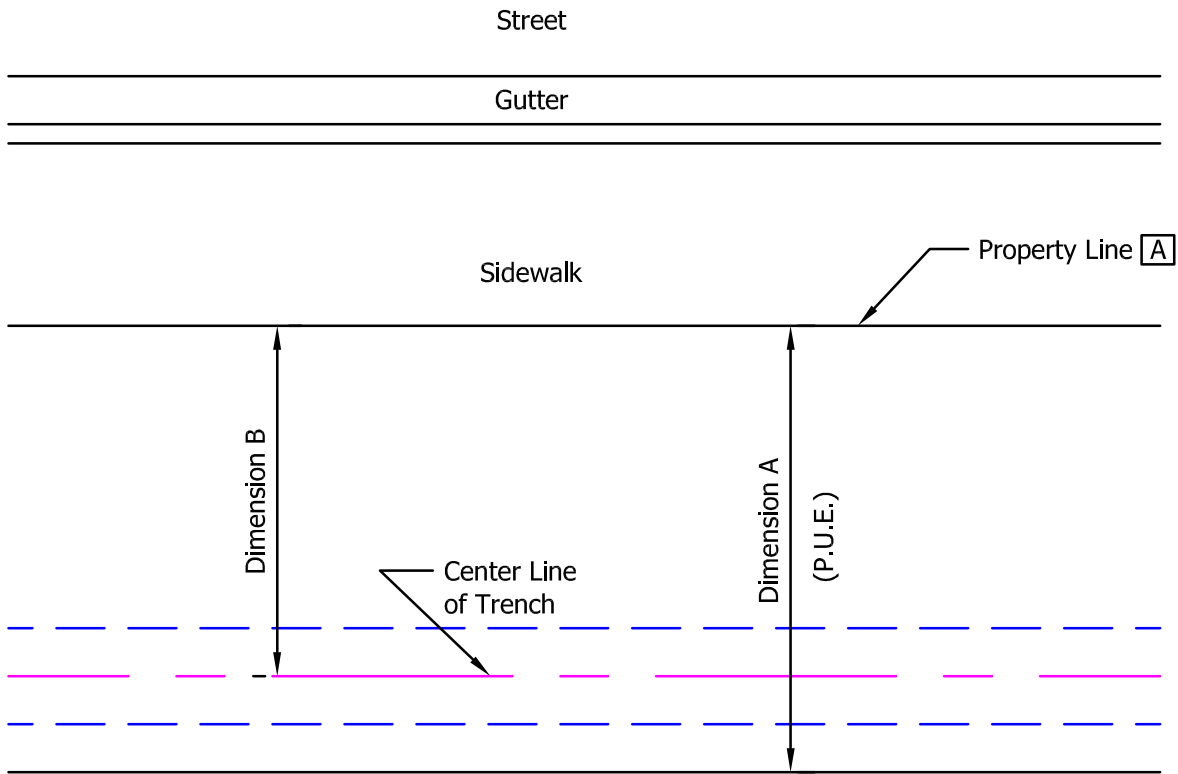 Street
Gutter
Sidewalk
Property Line A
Dimension B
Dimension A
(P.U.E.)
Center Line
of Trench